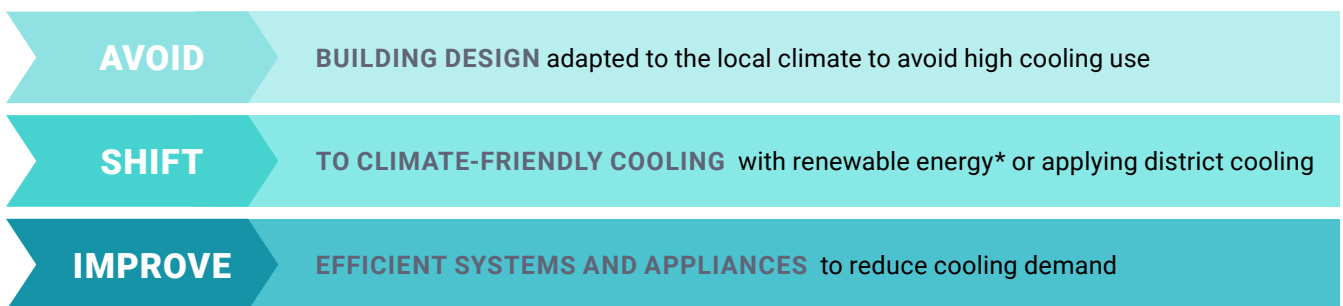 AVOID
BUILDING DESIGN adapted to the local climate to avoid high cooling use
SHIFT
TO CLIMATE-FRIENDLY COOLING with renewable energy* or applying district cooling
IMPROVE
EFFICIENT SYSTEMS AND APPLIANCES to reduce cooling demand